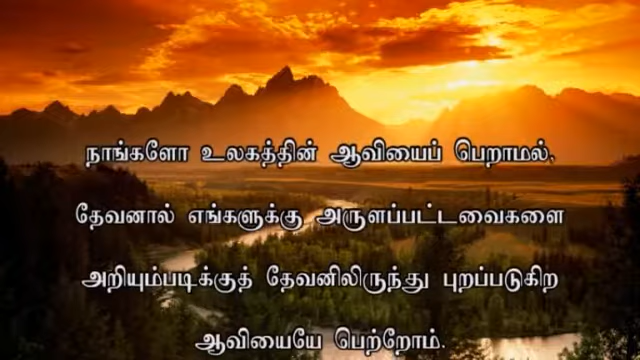 நாங்களோ உலகத்தின் ஆவியைப் பெறாமல்,
தேவனால் எங்களுக்கு அருளப்பட்டவைகளை
அறியும்படிக்குத் தேவனிலிருந்து புறப்படுகிற
ஆவியையே பெற்றோம்.